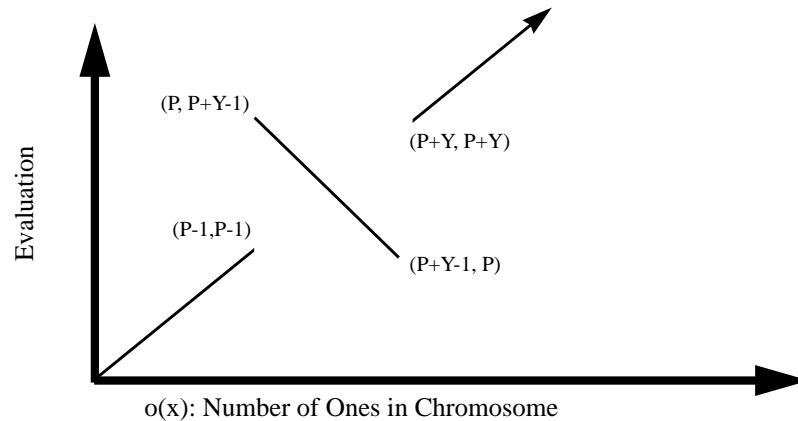 (P, P+Y-1)
(P+Y, P+Y)
(P-1,P-1)
(P+Y-1, P)
Evaluation
o(x): Number of Ones in Chromosome